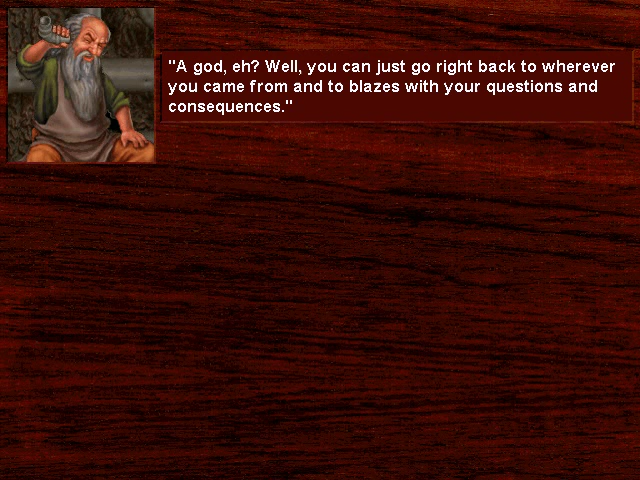 "A god, eh? Well, you can just go right back to wherever
you came from and to blazes with your questions and
consequences."